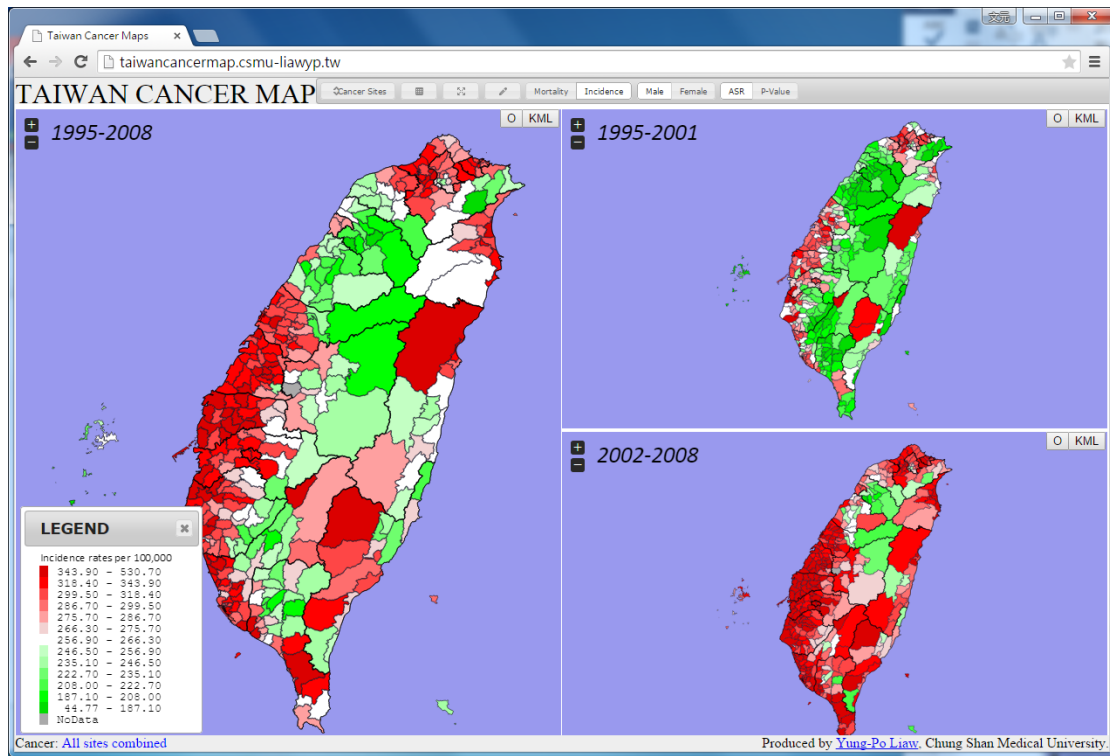 文元
Taiwan Cancer Maps
taiwancancermap.csmu-liawyp.tw
TAIWAN CANCER MAP
Cancer Sites
Mortality Incidence
Male Female
ASR P-Value
1995-2008
O KML
1995-2001
O KML
2002-2008
O KML
LEGEND
Incidence rates per 100,000
343.90 - 530.70
318.40 - 343.90
299.50 - 318.40
286.70 - 299.50
275.70 - 286.70
266.30 - 275.70
256.90 - 266.30
246.50 - 256.90
235.10 - 246.50
222.70 - 235.10
208.00 - 222.70
187.10 - 208.00
44.77 - 187.10
NoData
Cancer: All sites combined
Produced by Yung-Po Liaw, Chung Shan Medical University